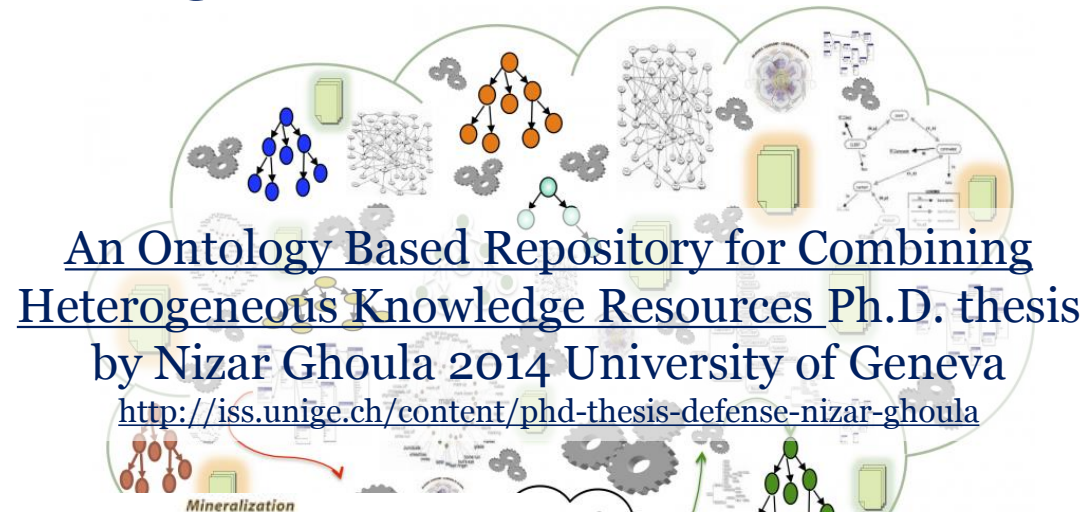 An Ontology Based Repository for Combining
Heterogeneous Knowledge Resources Ph.D. thesis
by Nizar Ghoula 2014 University of Geneva
http://iss.unige.ch/content/phd-thesis-defense-nizar-ghoula
Mineralization